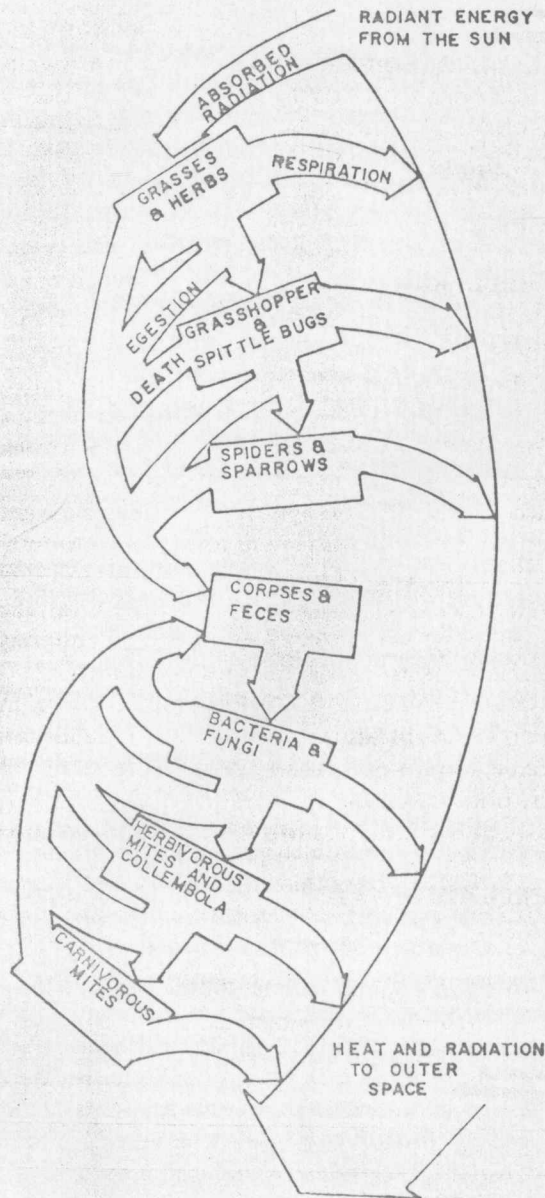 RADIANT ENERGY
FROM THE SUN
ABSORBED
RADIATION
GRASSES
& HERBS
RESPIRATION
EGESTION
GRASSHOPPER
&
SPITTLE BUGS
DEATH
SPIDERS &
SPARROWS
CORPSES &
FECES
BACTERIA &
FUNGI
HERBIVOROUS
MITES AND
COLLEMBOLA
CARNIVOROUS
MITES
HEAT AND RADIATION
TO OUTER
SPACE